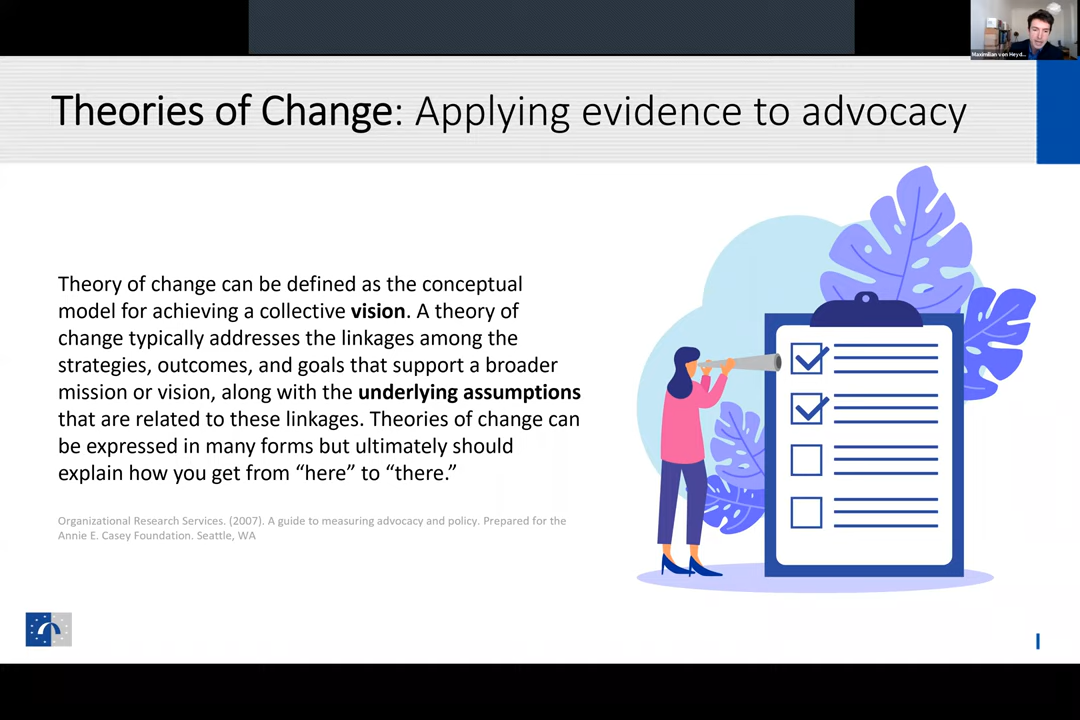 Maximilian von Heyd...
Theories of Change: Applying evidence to advocacy
Theory of change can be defined as the conceptual
model for achieving a collective vision. A theory of
change typically addresses the linkages among the
strategies, outcomes, and goals that support a broader
mission or vision, along with the underlying assumptions
that are related to these linkages. Theories of change can
be expressed in many forms but ultimately should
explain how you get from “here” to “there.”
Organizational Research Services. (2007). A guide to measuring advocacy and policy. Prepared for the
Annie E. Casey Foundation. Seattle, WA